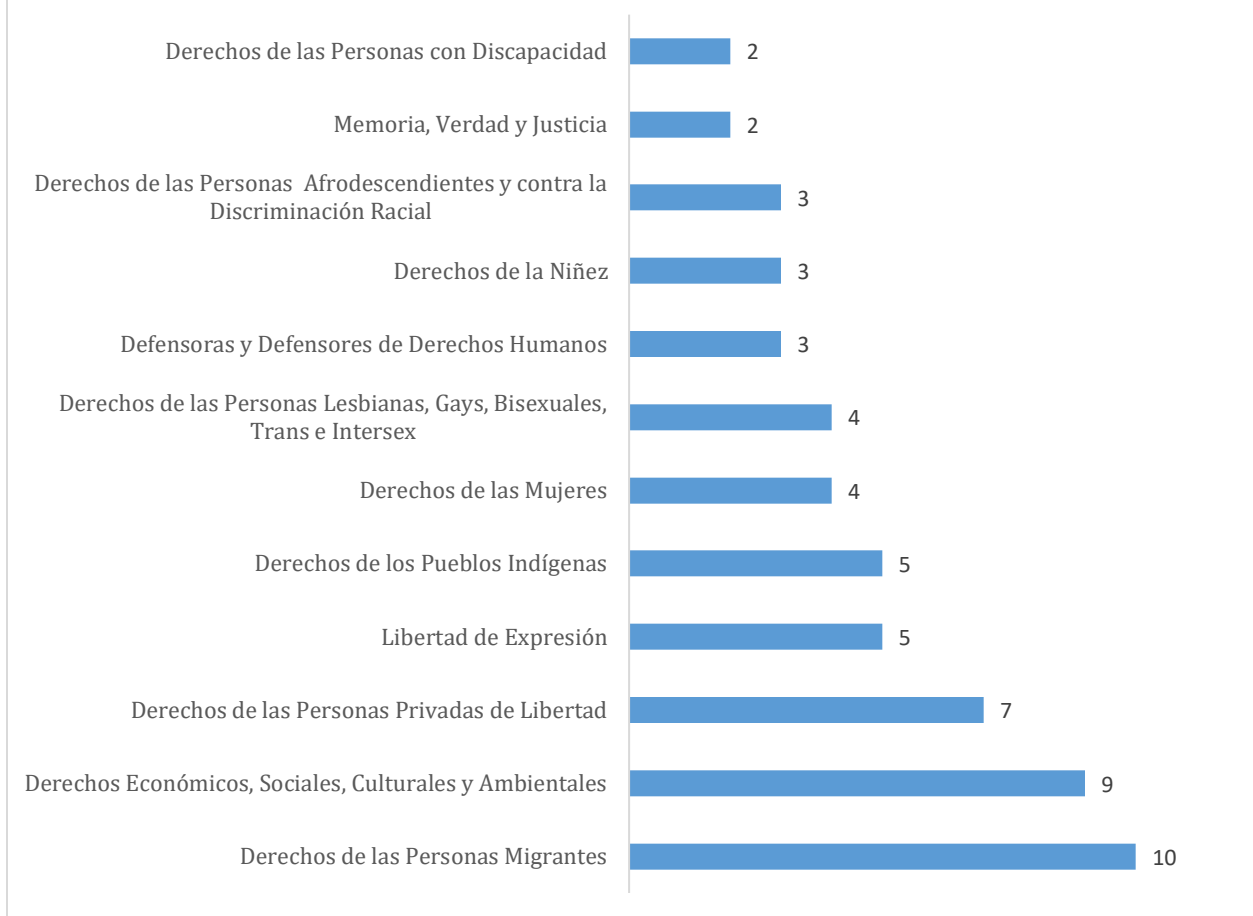 Derechos de las Personas con Discapacidad 2
Memoria, Verdad y Justicia 2
Derechos de las Personas  Afrodescendientes y contra la
Discriminación Racial 3
Derechos de la Niñez 3
Defensoras y Defensores de Derechos Humanos 3
Derechos de las Personas Lesbianas, Gays, Bisexuales,
Trans e Intersex 4
Derechos de las Mujeres 4
Derechos de los Pueblos Indígenas 5
Libertad de Expresión 5
Derechos de las Personas Privadas de Libertad 7
Derechos Económicos, Sociales, Culturales y Ambientales 9
Derechos de las Personas Migrantes 10